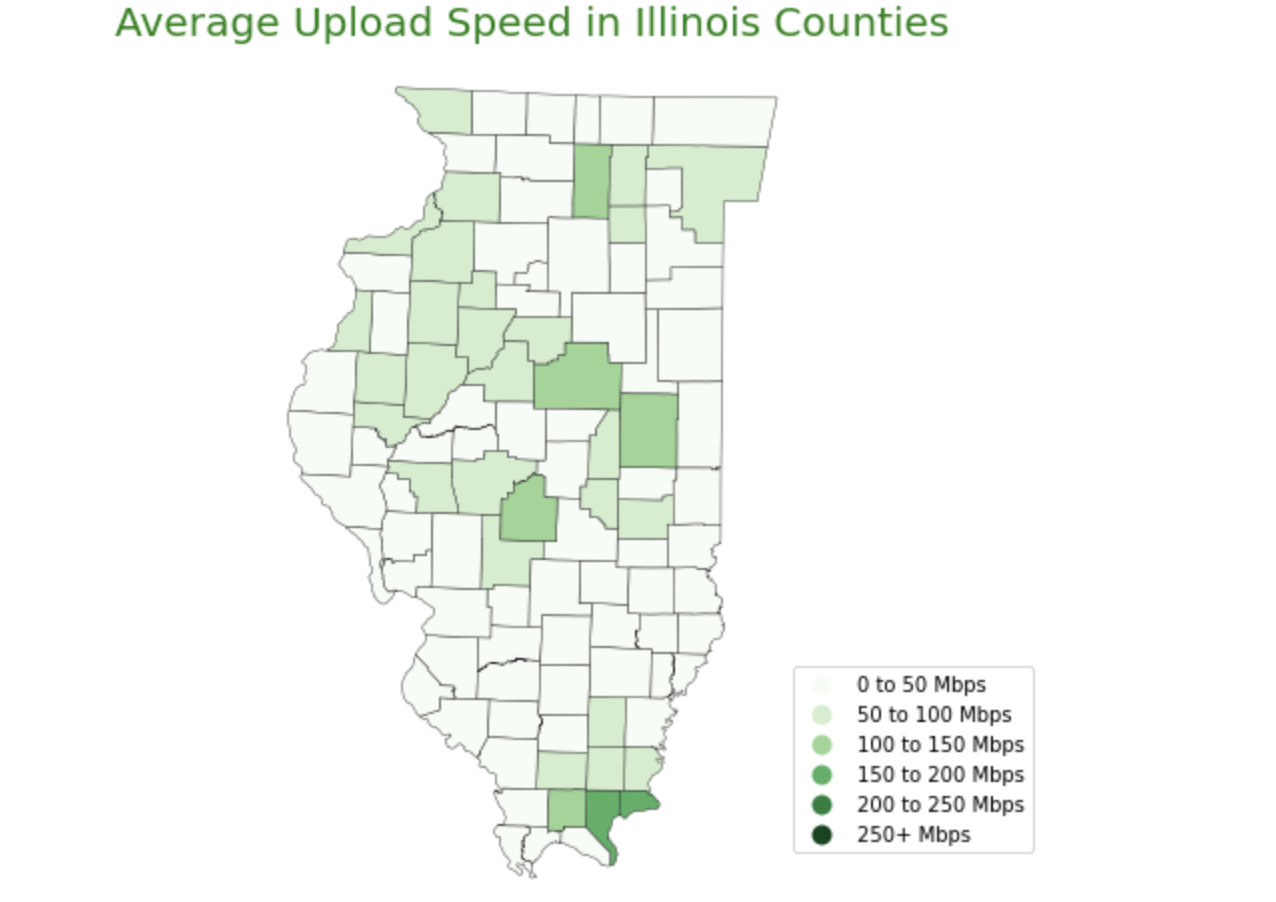 Average Upload Speed in Illinois Counties
0 to 50 Mbps
50 to 100 Mbps
100 to 150 Mbps
150 to 200 Mbps
200 to 250 Mbps
250+ Mbps